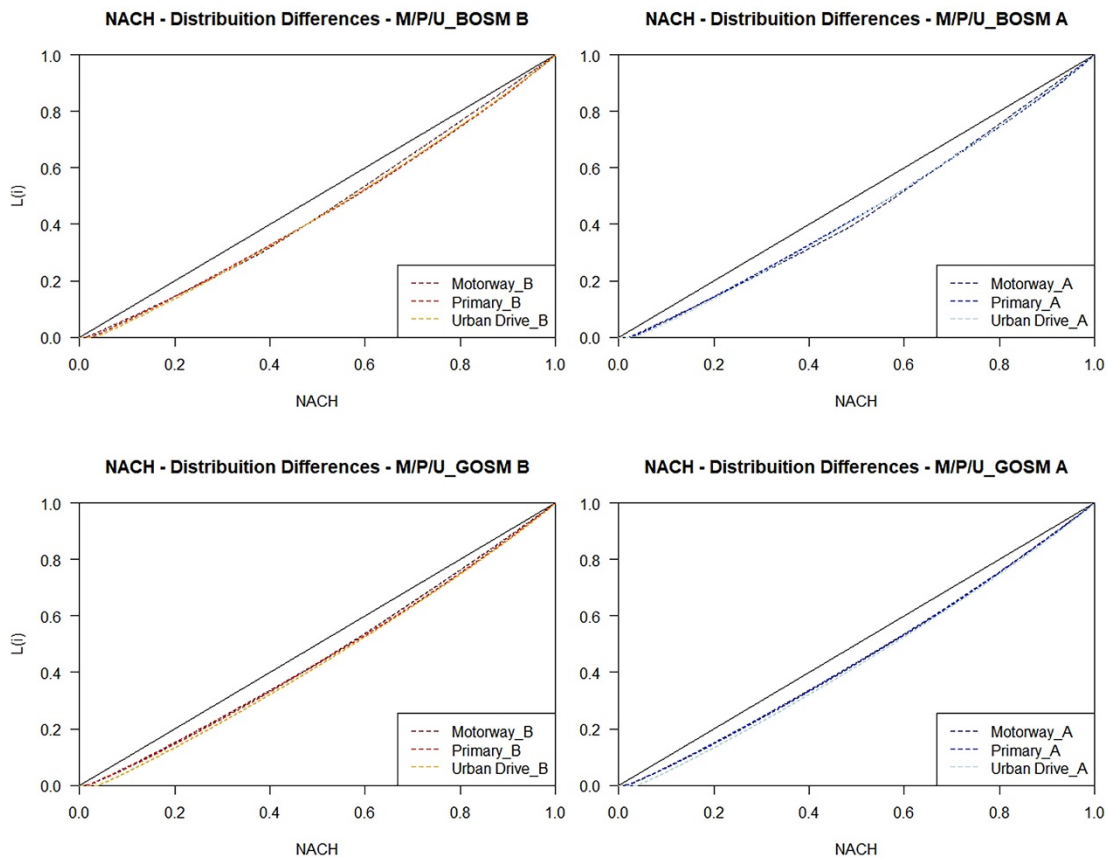 NACH - Distribuition Differences - M/P/U_BOSM B
1.0
0.8
0.6
0.4
0.2
0.0
L(i)
0.0 0.2 0.4 0.6 0.8 1.0
NACH
Motorway_B
Primary_B
Urban Drive_B
NACH - Distribuition Differences - M/P/U_BOSM A
1.0
0.8
0.6
0.4
0.2
0.0
0.0 0.2 0.4 0.6 0.8 1.0
NACH
Motorway_A
Primary_A
Urban Drive_A
NACH - Distribuition Differences - M/P/U_GOSM B
1.0
0.8
0.6
0.4
0.2
0.0
L(i)
0.0 0.2 0.4 0.6 0.8 1.0
NACH
Motorway_B
Primary_B
Urban Drive_B
NACH - Distribuition Differences - M/P/U_GOSM A
1.0
0.8
0.6
0.4
0.2
0.0
0.0 0.2 0.4 0.6 0.8 1.0
NACH
Motorway_A
Primary_A
Urban Drive_A